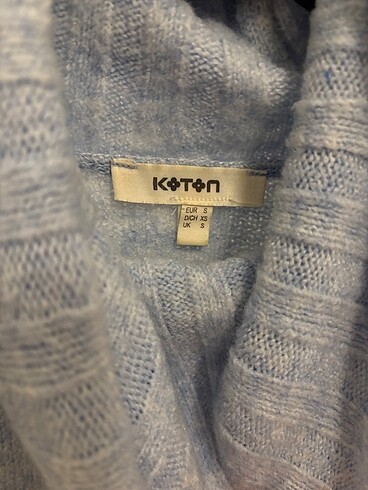 KOTON
EUR S
D/CH XS
UK S